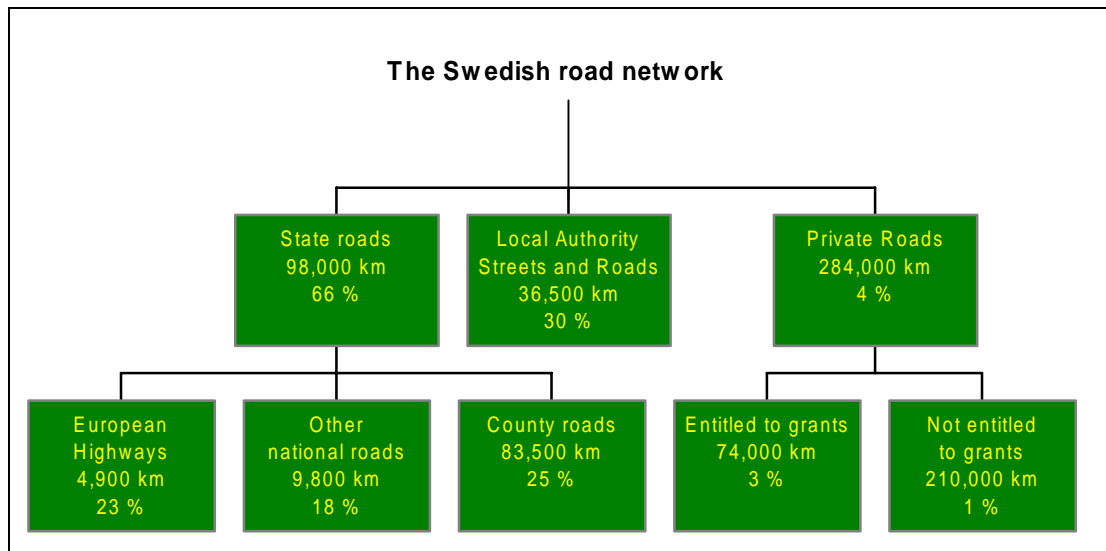 The Swedish road network
State roads
98,000 km
66 %
Local Authority
Streets and Roads
36,500 km
30 %
Private Roads
284,000 km
4 %
European
Highways
4,900 km
23 %
Other
national roads
9,800 km
18 %
County roads
83,500 km
25 %
Entitled to grants
74,000 km
3 %
Not entitled
to grants
210,000 km
1 %